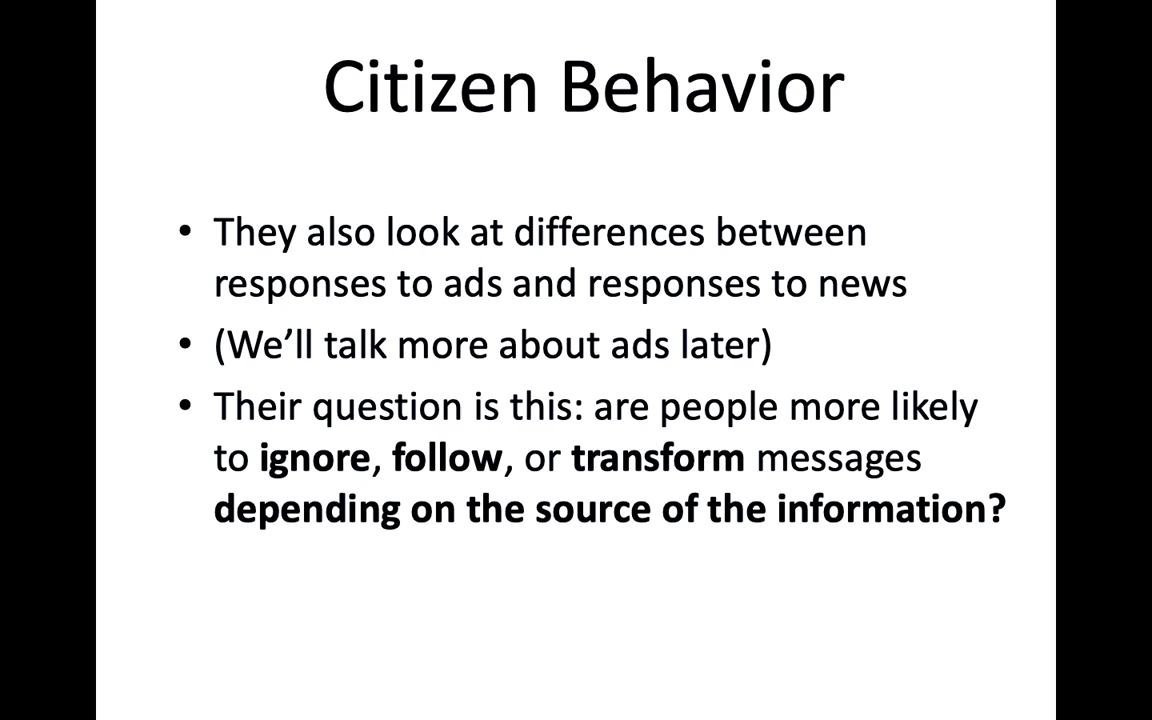 Citizen Behavior
• They also look at differences between
responses to ads and responses to news
• (We’ll talk more about ads later)
• Their question is this: are people more likely
to ignore, follow, or transform messages
depending on the source of the information?